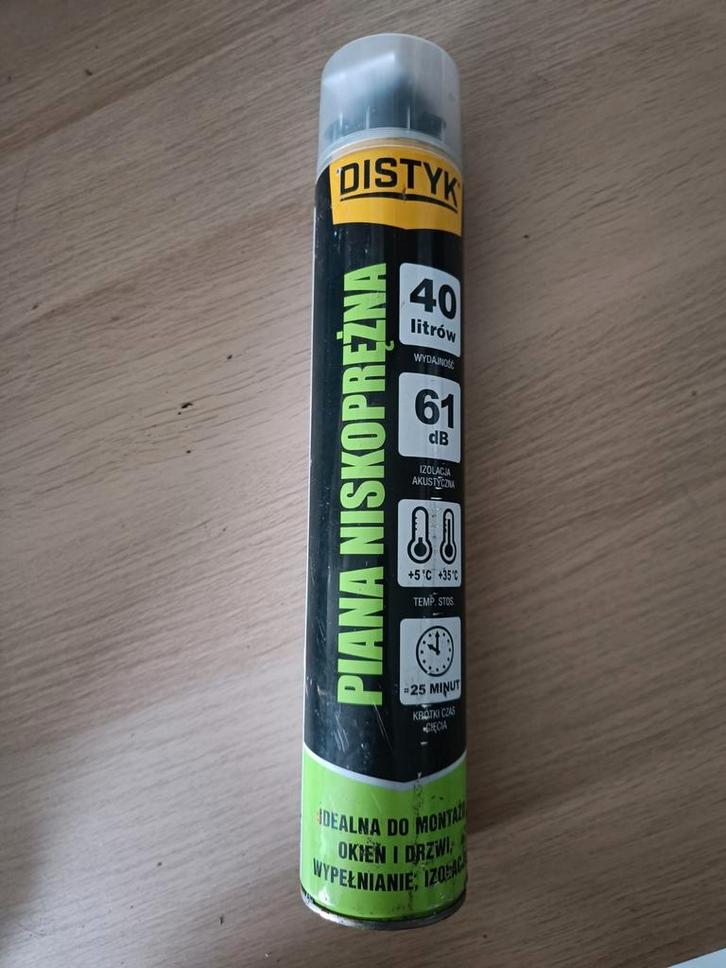 DISTYK
PIANA NISKOPRĘŻNA
40
litrów
WYDAJNOŚĆ
61
dB
IZOLACJA
AKUSTYCZNA
+5°C +35°C
TEMP. STOS.
25 MINUT
KRÓTKI CZAS
CIĘCIA
IDEALNA DO MONTAŻU
OKIEN I DRZWI,
WYPEŁNIANIE, IZOLACJA